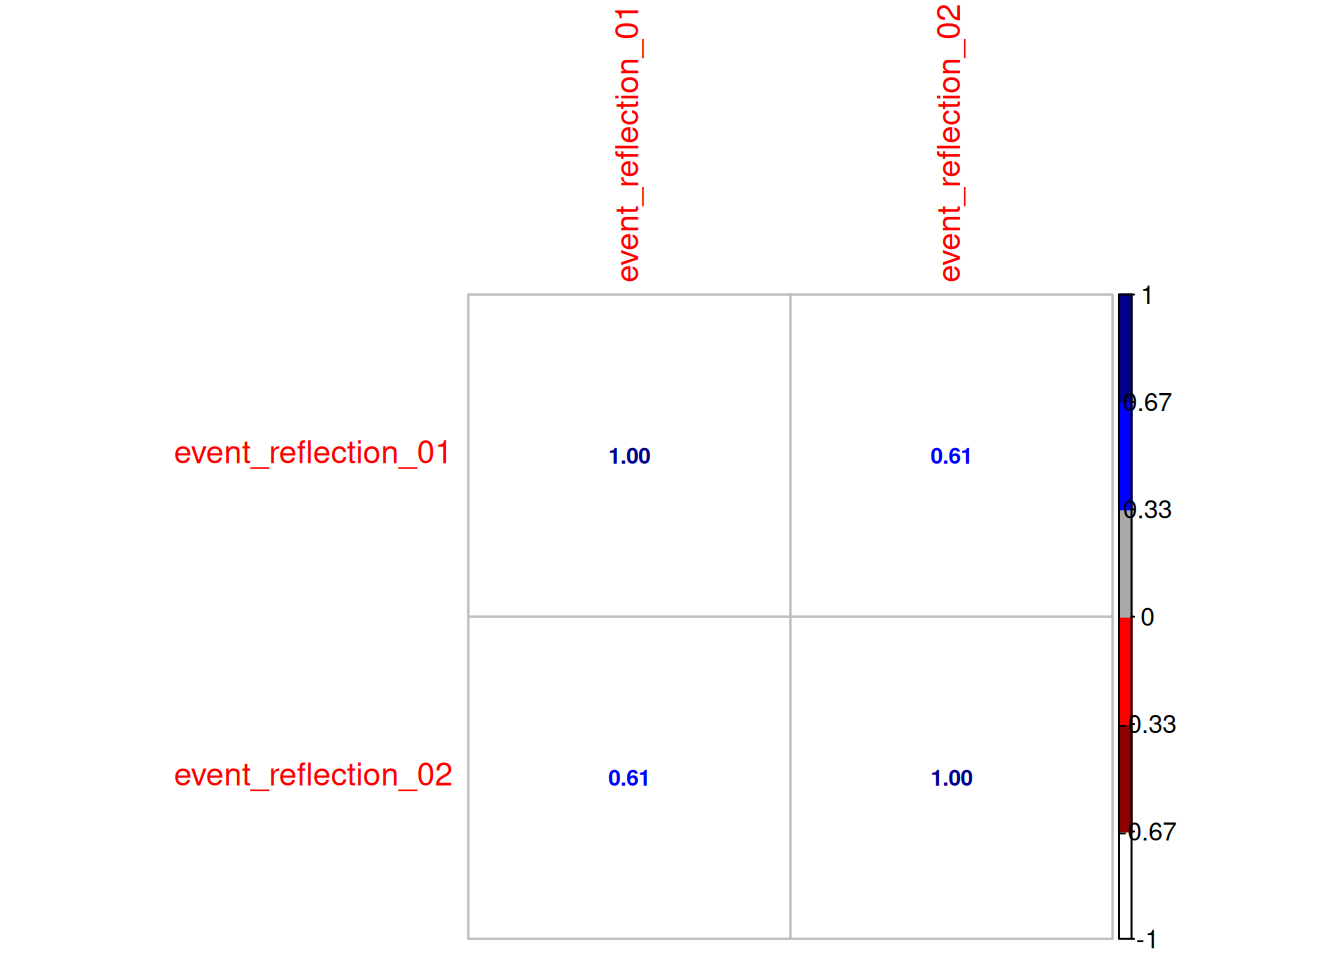 event_reflection_01
event_reflection_02
event_reflection_01
1.00
0.61
event_reflection_02
0.61
1.00
1
0.67
0.33
0
-0.33
-0.67
-1